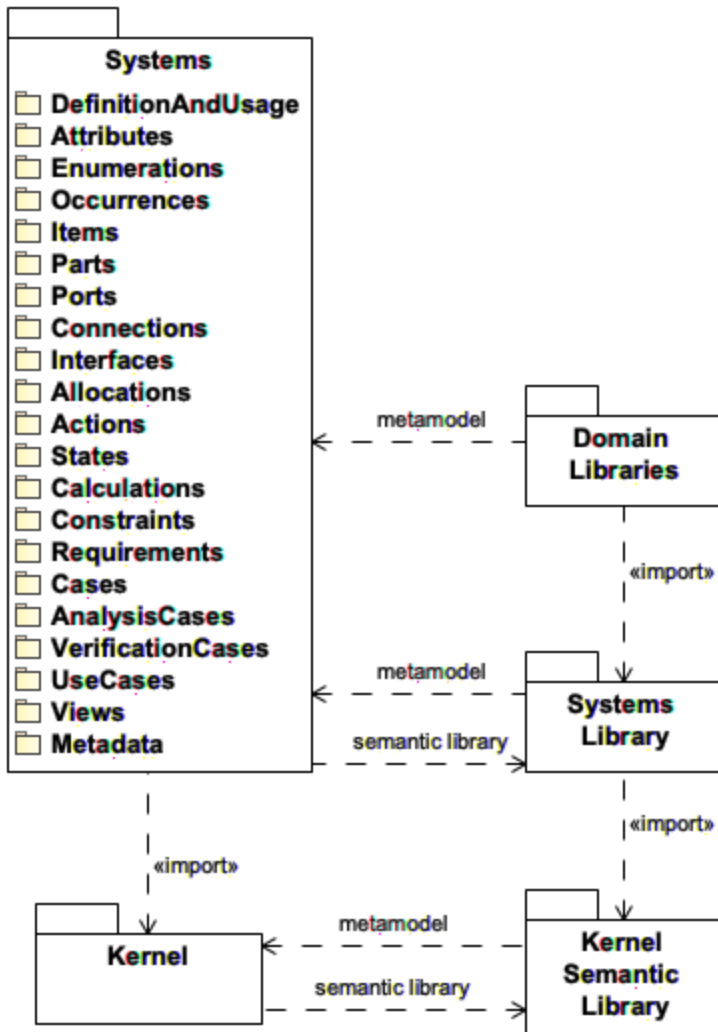 Systems
DefinitionAndUsage
Attributes
Enumerations
Occurrences
Items
Parts
Ports
Connections
Interfaces
Allocations
Actions
States
Calculations
Constraints
Requirements
Cases
AnalysisCases
VerificationCases
UseCases
Views
Metadata
metamodel
Domain
Libraries
«import»
metamodel
Systems
Library
semantic library
«import»
«import»
Kernel
metamodel
semantic library
Kernel
Semantic
Library